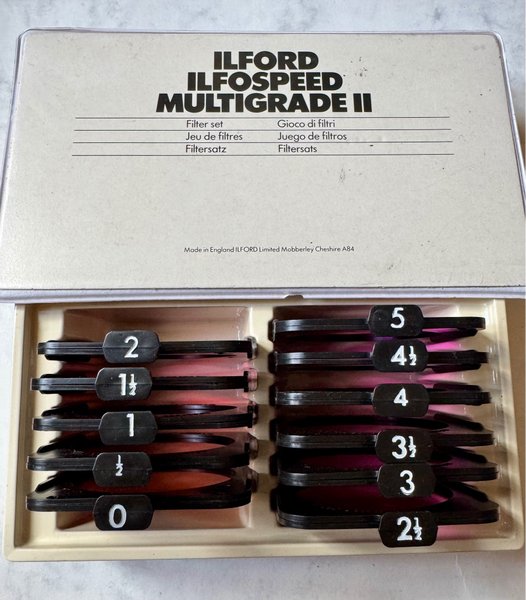 ILFORD
ILFOSPEED
MULTIGRADE II
Filter set Gioco di filtri
Jeu de filtres Juego de filtros
Filtersatz Filtersats
Made in England ILFORD Limited Mobberley Cheshire A84
2
1½
1
½
0
5
4½
4
3½
3
2½